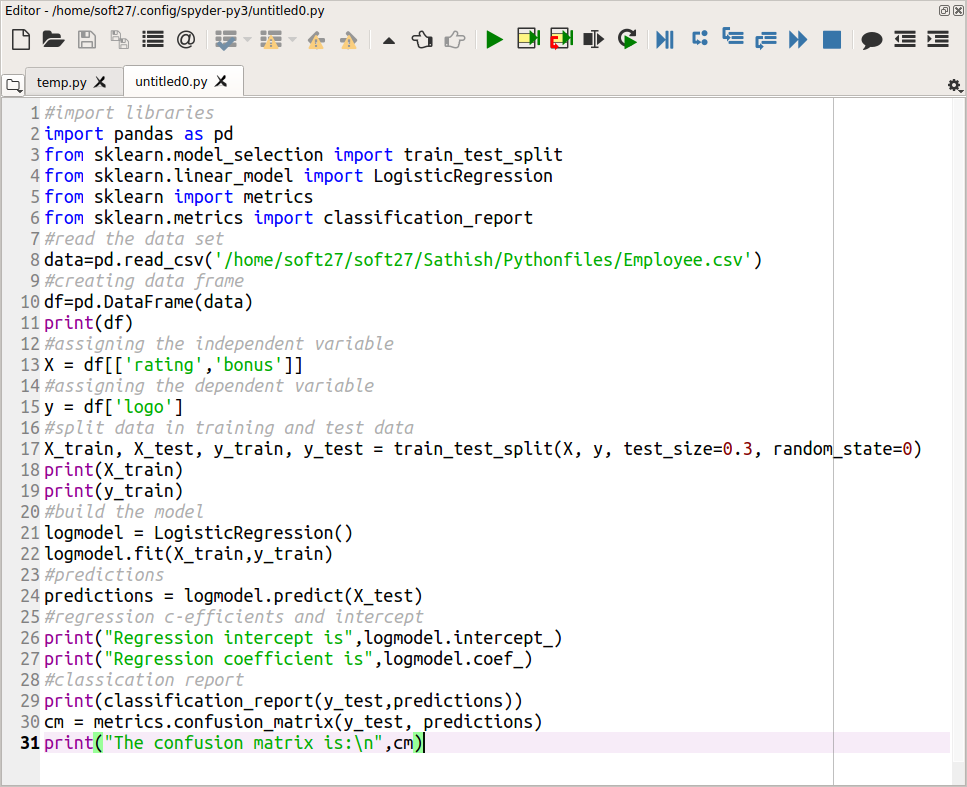 Editor - /home/soft27/.config/spyder-py3/untitled0.py
temp.py
untitled0.py
1 #import libraries
2 import pandas as pd
3 from sklearn.model_selection import train_test_split
4 from sklearn.linear_model import LogisticRegression
5 from sklearn import metrics
6 from sklearn.metrics import classification_report
7 #read the data set
8 data=pd.read_csv('/home/soft27/soft27/Sathish/Pythonfiles/Employee.csv')
9 #creating data frame
10 df=pd.DataFrame(data)
11 print(df)
12 #assigning the independent variable
13 X = df[['rating','bonus']]
14 #assigning the dependent variable
15 y = df['logo']
16 #split data in training and test data
17 X_train, X_test, y_train, y_test = train_test_split(X, y, test_size=0.3, random_state=0)
18 print(X_train)
19 print(y_train)
20 #build the model
21 logmodel = LogisticRegression()
22 logmodel.fit(X_train,y_train)
23 #predictions
24 predictions = logmodel.predict(X_test)
25 #regression c-efficients and intercept
26 print("Regression intercept is",logmodel.intercept_)
27 print("Regression coefficient is",logmodel.coef_)
28 #classication report
29 print(classification_report(y_test,predictions))
30 cm = metrics.confusion_matrix(y_test, predictions)
31 print("The confusion matrix is:\n",cm)